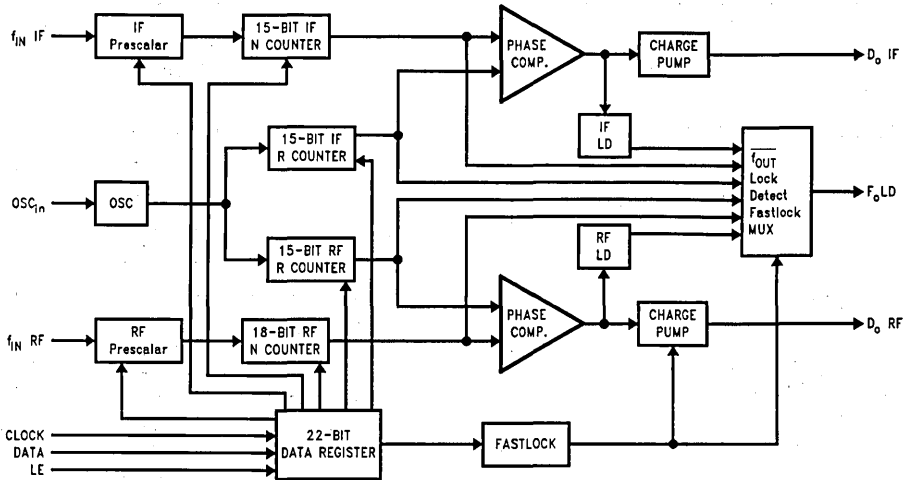 f_IN IF
IF
Prescalar
15-BIT IF
N COUNTER
PHASE
COMP.
CHARGE
PUMP
D_o IF
IF
LD
15-BIT IF
R COUNTER
OSC_in
OSC
f_OUT
Lock
Detect
Fastlock
MUX
F_oLD
15-BIT RF
R COUNTER
RF
LD
f_IN RF
RF
Prescalar
18-BIT RF
N COUNTER
PHASE
COMP.
CHARGE
PUMP
D_o RF
CLOCK
DATA
LE
22-BIT
DATA REGISTER
FASTLOCK